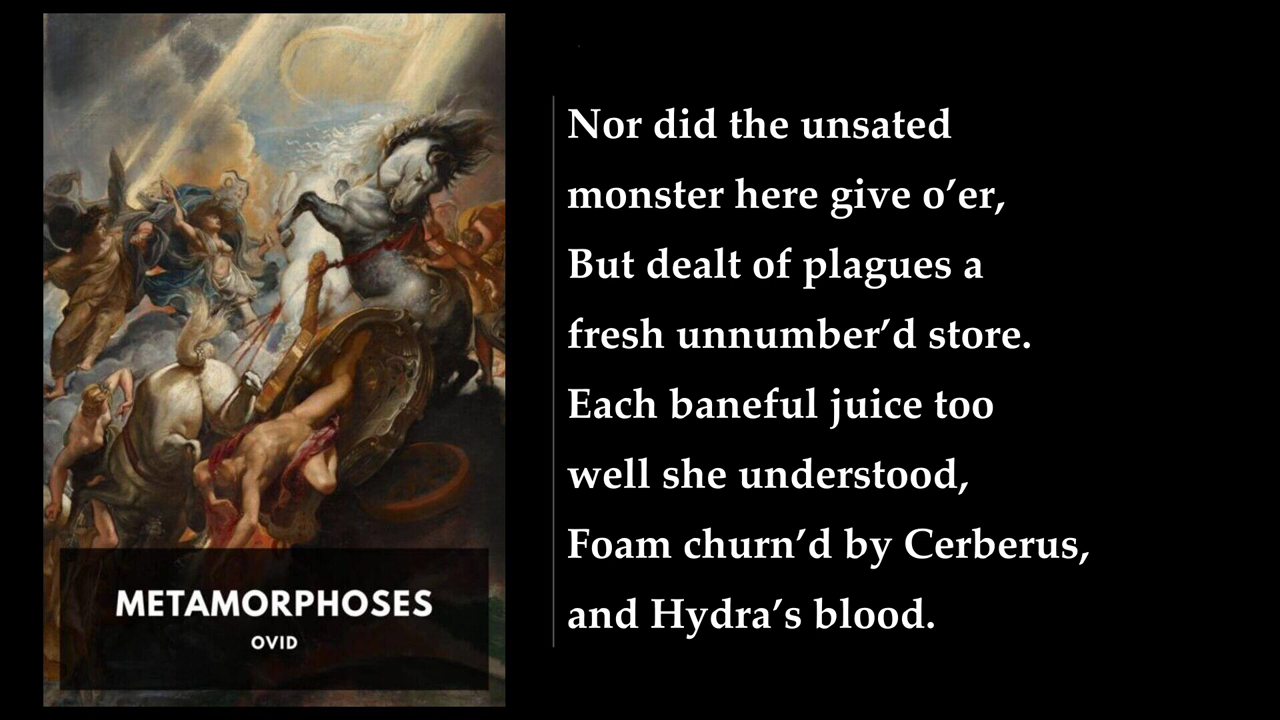 METAMORPHOSES
OVID
Nor did the unsated
monster here give o’er,
But dealt of plagues a
fresh unnumber’d store.
Each baneful juice too
well she understood,
Foam churn’d by Cerberus,
and Hydra’s blood.